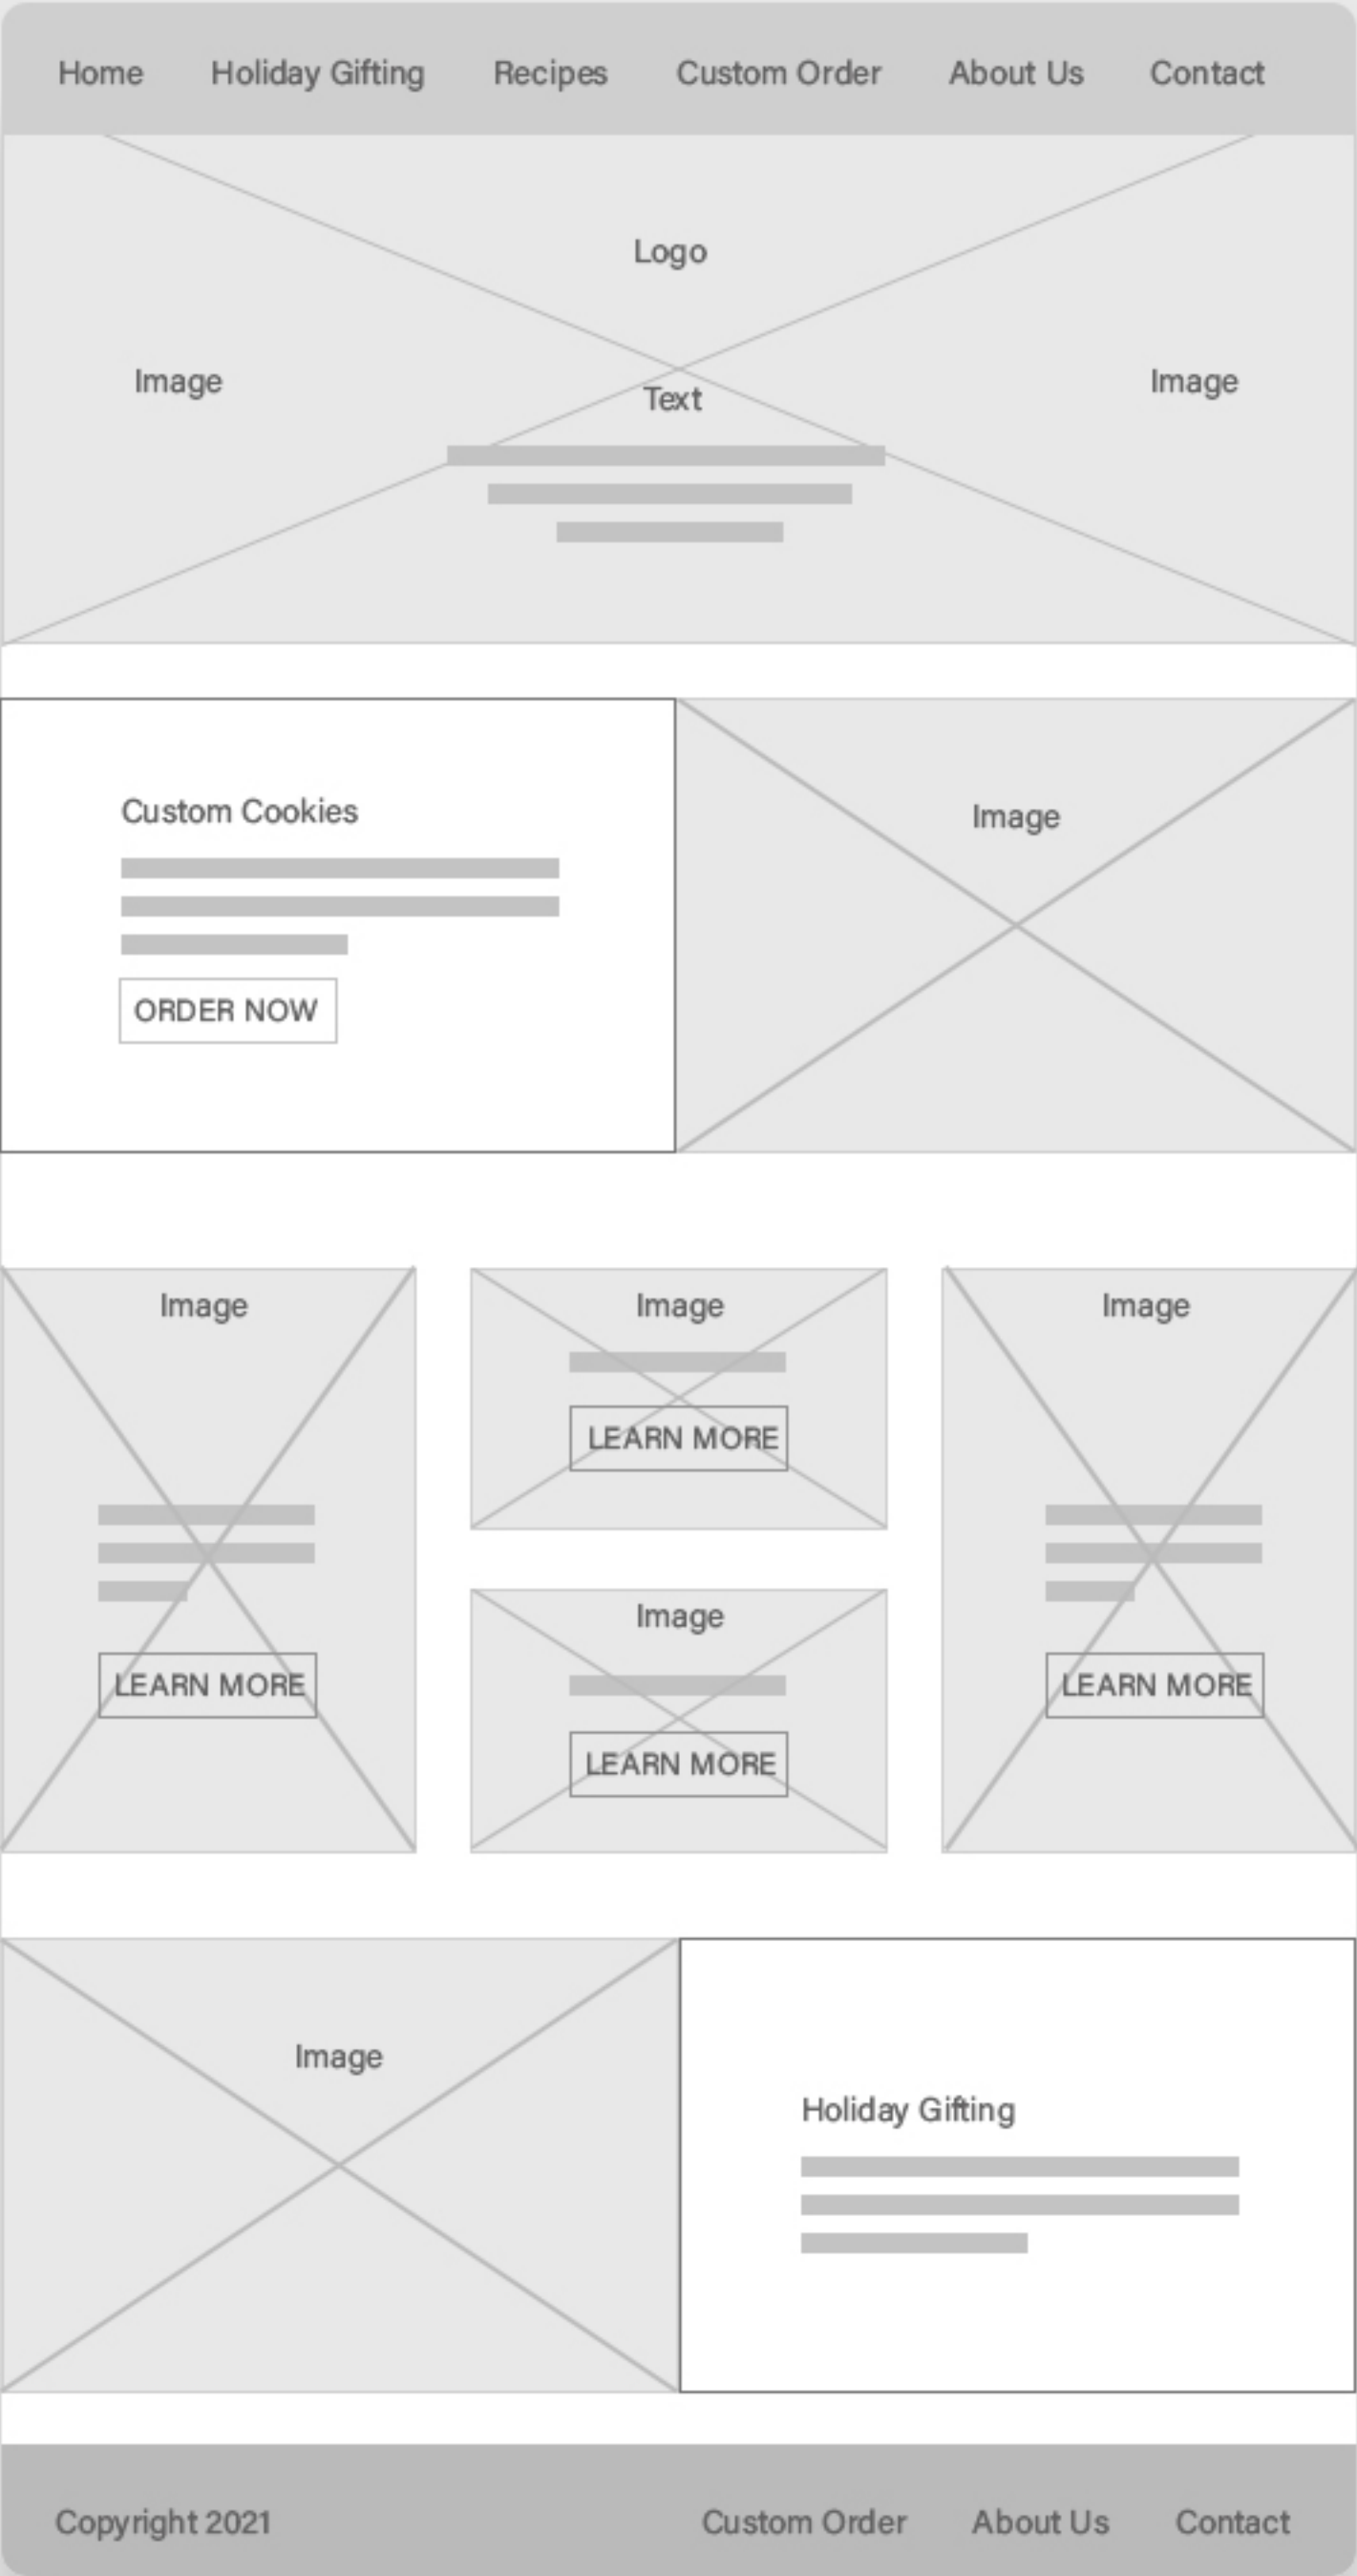 Home Holiday Gifting Recipes Custom Order About Us Contact
Logo
Image
Image
Text
Custom Cookies
ORDER NOW
Image
Image
LEARN MORE
Image
LEARN MORE
Image
LEARN MORE
Image
LEARN MORE
Image
Holiday Gifting
Copyright 2021 Custom Order About Us Contact